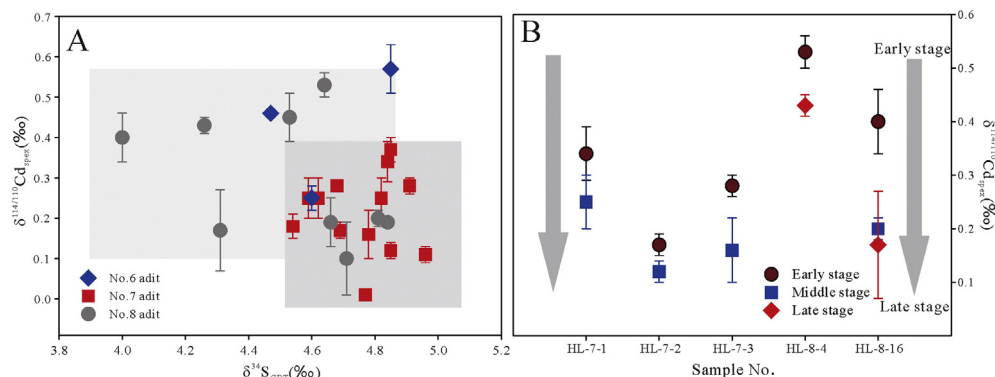 A
δ114/110Cdspex(‰)
0.7
0.6
0.5
0.4
0.3
0.2
0.1
0.0
No.6 adit
No.7 adit
No.8 adit
3.8 4.0 4.2 4.4 4.6 4.8 5.0 5.2
δ34SCDT(‰)
B
0.6
0.5
0.4
0.3
0.2
0.1
δ114/110Cdspex(‰)
Early stage
Early stage
Middle stage
Late stage
Late stage
HL-7-1 HL-7-2 HL-7-3 HL-8-4 HL-8-16
Sample No.